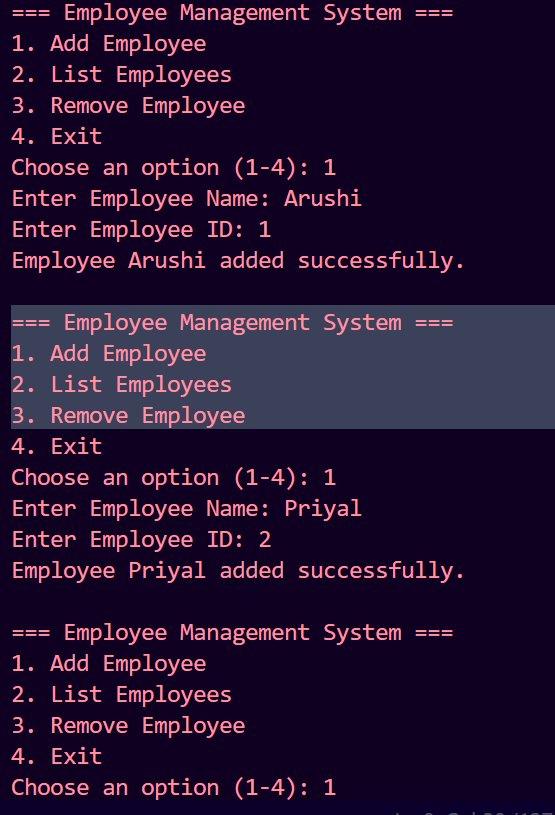 === Employee Management System ===
1. Add Employee
2. List Employees
3. Remove Employee
4. Exit
Choose an option (1-4): 1
Enter Employee Name: Arushi
Enter Employee ID: 1
Employee Arushi added successfully.

=== Employee Management System ===
1. Add Employee
2. List Employees
3. Remove Employee
4. Exit
Choose an option (1-4): 1
Enter Employee Name: Priyal
Enter Employee ID: 2
Employee Priyal added successfully.

=== Employee Management System ===
1. Add Employee
2. List Employees
3. Remove Employee
4. Exit
Choose an option (1-4): 1